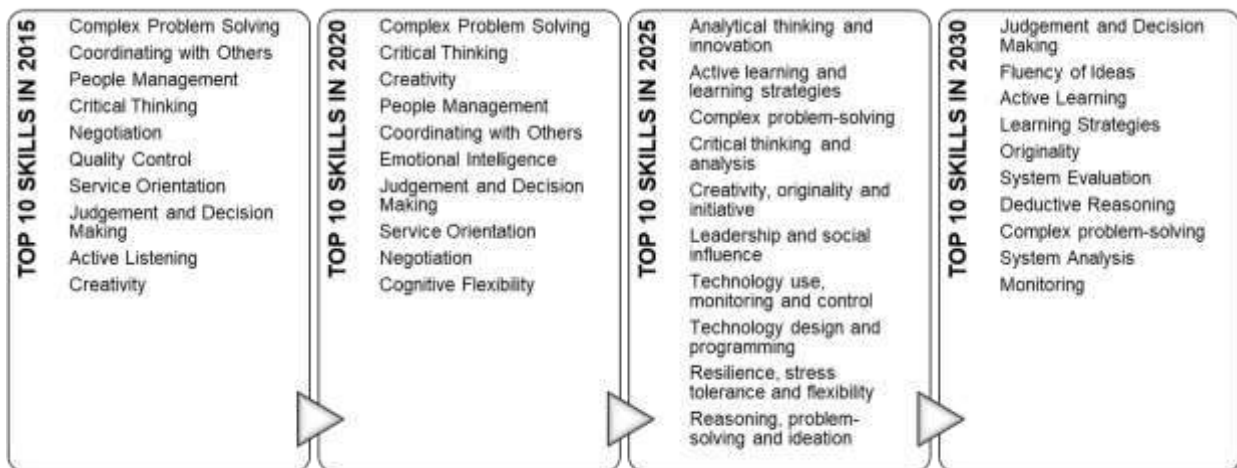 TOP 10 SKILLS IN 2015
Complex Problem Solving
Coordinating with Others
People Management
Critical Thinking
Negotiation
Quality Control
Service Orientation
Judgement and Decision
Making
Active Listening
Creativity
TOP 10 SKILLS IN 2020
Complex Problem Solving
Critical Thinking
Creativity
People Management
Coordinating with Others
Emotional Intelligence
Judgement and Decision
Making
Service Orientation
Negotiation
Cognitive Flexibility
TOP 10 SKILLS IN 2025
Analytical thinking and
innovation
Active learning and
learning strategies
Complex problem-solving
Critical thinking and
analysis
Creativity, originality and
initiative
Leadership and social
influence
Technology use,
monitoring and control
Technology design and
programming
Resilience, stress
tolerance and flexibility
Reasoning, problem-
solving and ideation
TOP 10 SKILLS IN 2030
Judgement and Decision
Making
Fluency of Ideas
Active Learning
Learning Strategies
Originality
System Evaluation
Deductive Reasoning
Complex problem-solving
System Analysis
Monitoring